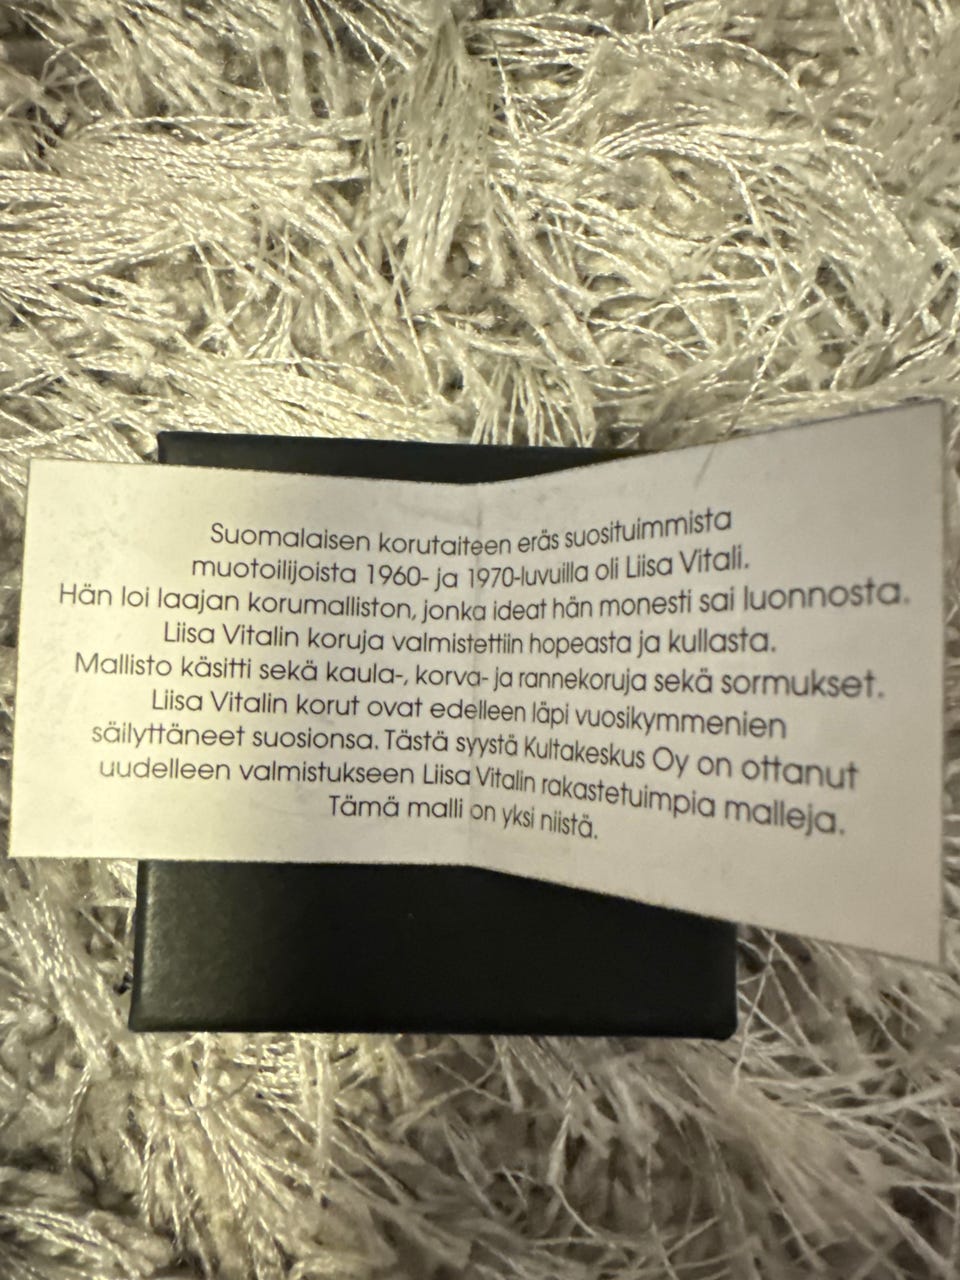 Suomalaisen korutaiteen eräs suosituimmista
muotoilijoista 1960- ja 1970-luvuilla oli Liisa Vitali.
Hän loi laajan korumalliston, jonka ideat hän monesti sai luonnosta.
Liisa Vitalin koruja valmistettiin hopeasta ja kullasta.
Mallisto käsitti sekä kaula-, korva- ja rannekoruja sekä sormukset.
Liisa Vitalin korut ovat edelleen läpi vuosikymmenien
säilyttäneet suosionsa. Tästä syystä Kultakeskus Oy on ottanut
uudelleen valmistukseen Liisa Vitalin rakastetuimpia malleja.
Tämä malli on yksi niistä.